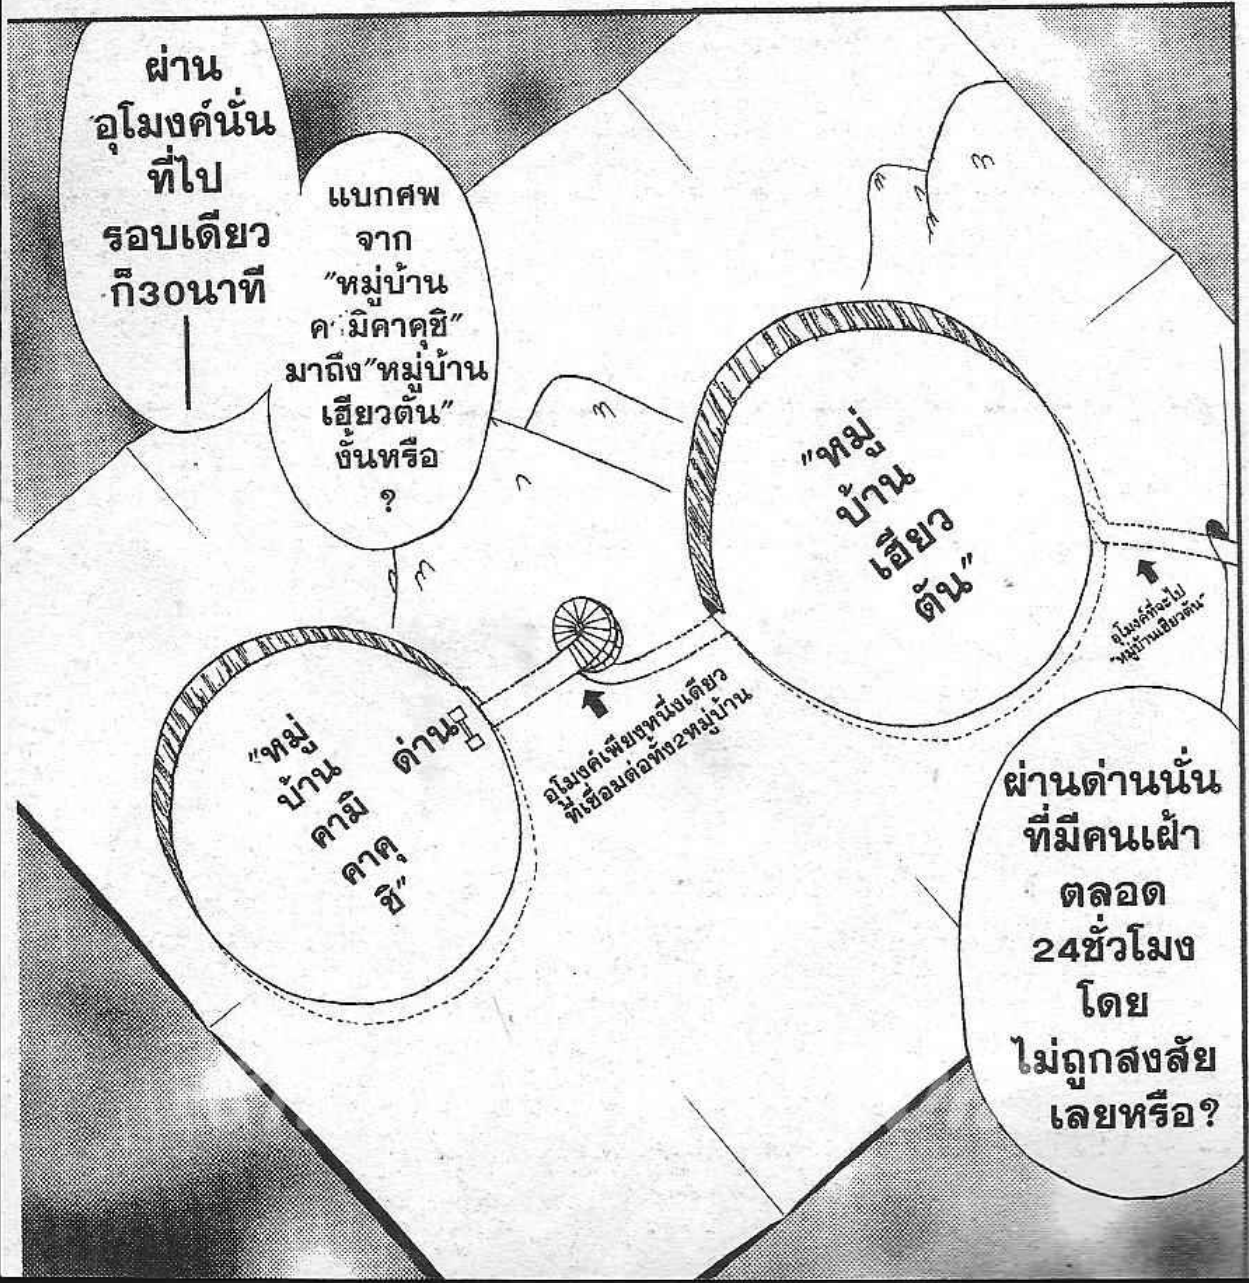 ผ่าน
อุโมงค์นั่น
ที่ไป
รอบเดียว
ก็30นาที
แบกศพ
จาก
"หมู่บ้าน
คามิคาคุชิ"
มาถึง"หมู่บ้าน
เฮียวตัน"
งั้นหรือ
?
"หมู่
บ้าน
เฮียว
ตัน"
อุโมงค์ที่จะไป
"หมู่บ้านเฮียวตัน"
"หมู่
บ้าน
คามิ
คาคุ
ชิ"
ด่าน
อุโมงค์เพียงหนึ่งเดียว
ที่เชื่อมต่อทั้ง2หมู่บ้าน
ผ่านด่านนั่น
ที่มีคนเฝ้า
ตลอด
24ชั่วโมง
โดย
ไม่ถูกสงสัย
เลยหรือ?